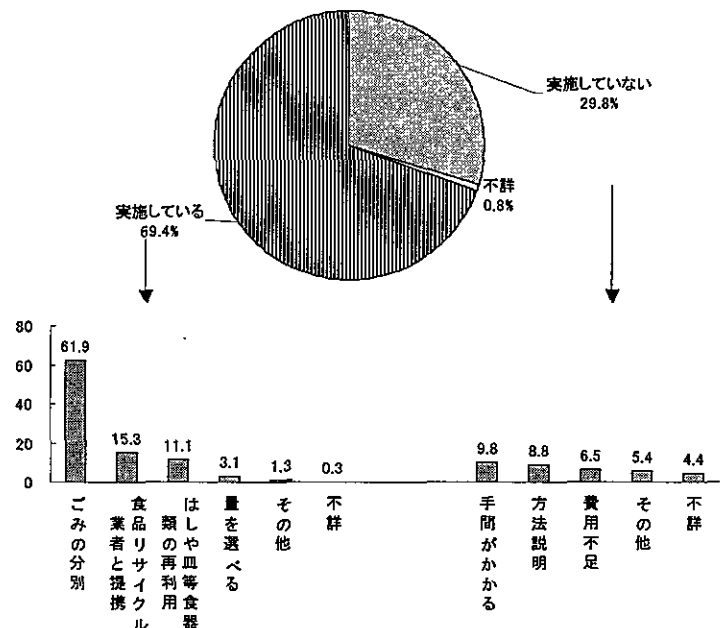 実施していない
29.8%
不詳
0.8%
実施している
69.4%
80
60
40
20
0
61.9
15.3
11.1
3.1
1.3
0.3
9.8
8.8
6.5
5.4
4.4
ごみの分別
食品リサイクル
業者と提携
はしや皿等食器
類の再利用
量を選べる
その他
不詳
手間がかかる
方法説明
費用不足
その他
不詳